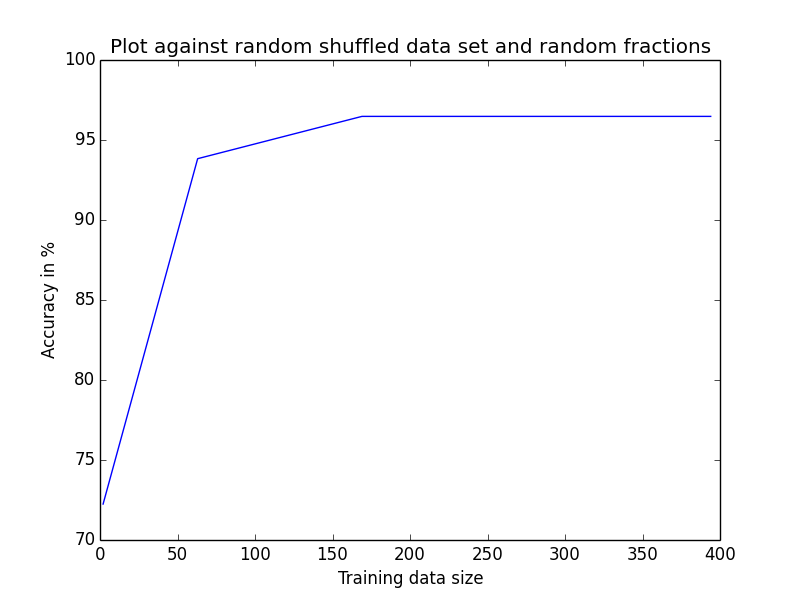 Plot against random shuffled data set and random fractions
100
95
90
85
80
75
70
Accuracy in %
0 50 100 150 200 250 300 350 400
Training data size